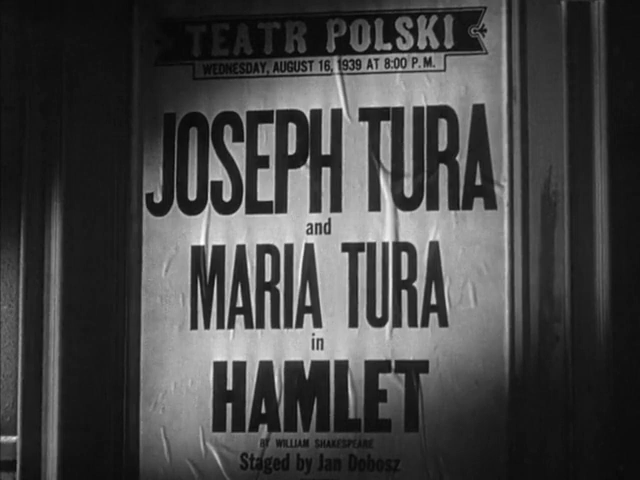 TEATR POLSKI
WEDNESDAY, AUGUST 16, 1939 AT 8:00 P.M.
JOSEPH TURA
and
MARIA TURA
in
HAMLET
BY WILLIAM SHAKESPEARE
Staged by Jan Dobosz